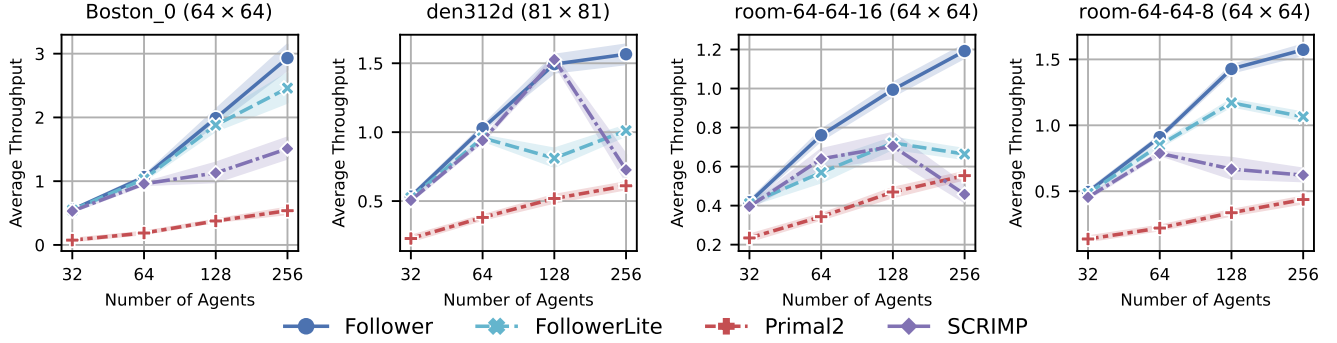 Boston_0 (64 × 64)
Average Throughput
3
2
1
0
32 64 128 256
Number of Agents
den312d (81 × 81)
Average Throughput
1.5
1.0
0.5
32 64 128 256
Number of Agents
room-64-64-16 (64 × 64)
Average Throughput
1.2
1.0
0.8
0.6
0.4
0.2
32 64 128 256
Number of Agents
room-64-64-8 (64 × 64)
Average Throughput
1.5
1.0
0.5
32 64 128 256
Number of Agents
Follower FollowerLite Primal2 SCRIMP